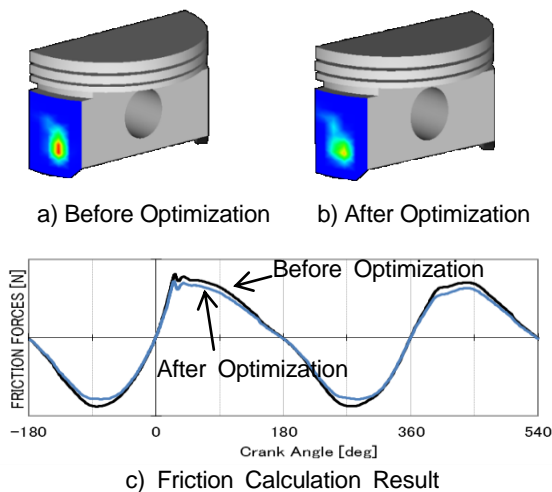 a) Before Optimization
b) After Optimization
FRICTION FORCES [N]
Before Optimization
After Optimization
-180
0
180
360
540
Crank Angle [deg]
c) Friction Calculation Result